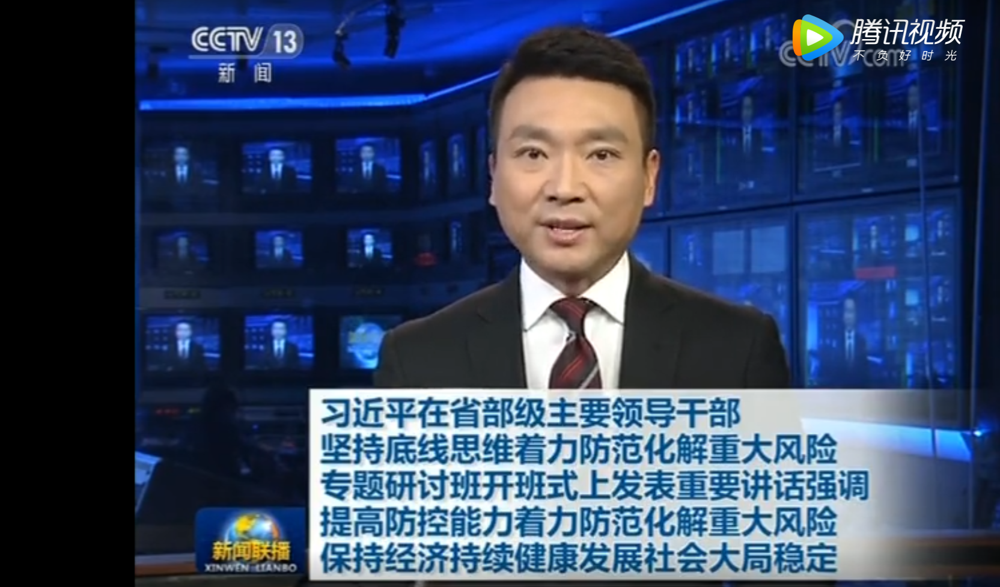 CCTV 13
新闻
腾讯视频
不负好时光
CCTV.com
习近平在省部级主要领导干部
坚持底线思维着力防范化解重大风险
专题研讨班开班式上发表重要讲话强调
提高防控能力着力防范化解重大风险
保持经济持续健康发展社会大局稳定
新闻联播
XINWEN LIANBO